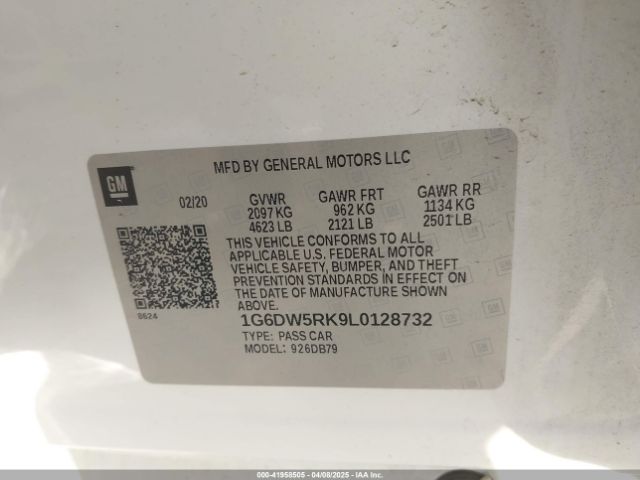 GM
MFD BY GENERAL MOTORS LLC
02/20 GVWR GAWR FRT GAWR RR
2097 KG 962 KG 1134 KG
4623 LB 2121 LB 2501 LB
THIS VEHICLE CONFORMS TO ALL
APPLICABLE U.S. FEDERAL MOTOR
VEHICLE SAFETY, BUMPER, AND THEFT
PREVENTION STANDARDS IN EFFECT ON
THE DATE OF MANUFACTURE SHOWN
ABOVE.
8624
1G6DW5RK9L0128732
TYPE: PASS CAR
MODEL: 926DB79
000-41958505 - 04/08/2025 - IAA Inc.